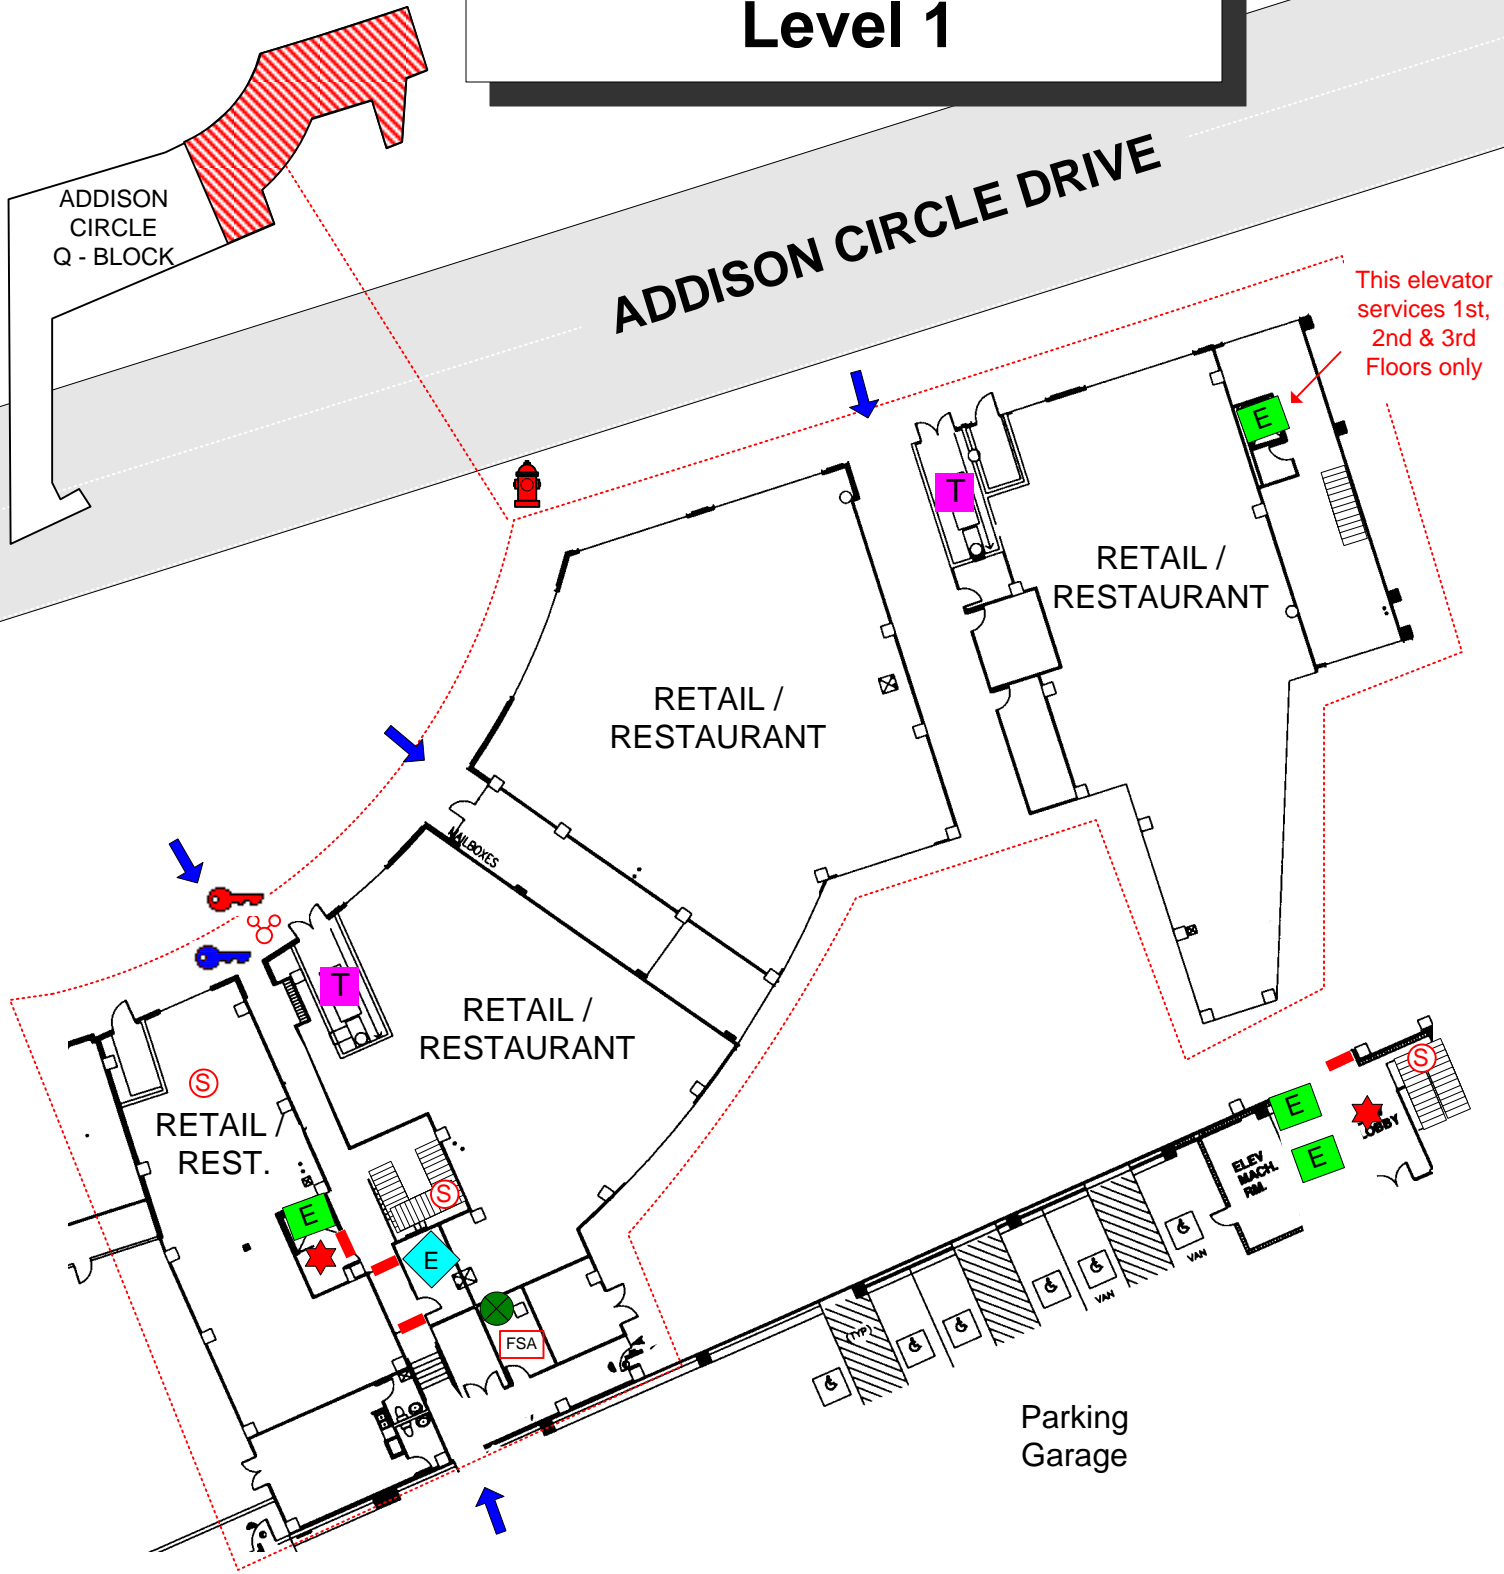 Level 1
ADDISON CIRCLE DRIVE
ADDISON
CIRCLE
Q - BLOCK
This elevator
services 1st,
2nd & 3rd
Floors only
E
T
RETAIL /
RESTAURANT
RETAIL /
RESTAURANT
MAILBOXES
T
RETAIL /
RESTAURANT
S
RETAIL /
REST.
S
E
E
FSA
S
E
E
LOBBY
ELEV
MACH.
RM.
VAN
VAN
(TYP)
Parking
Garage